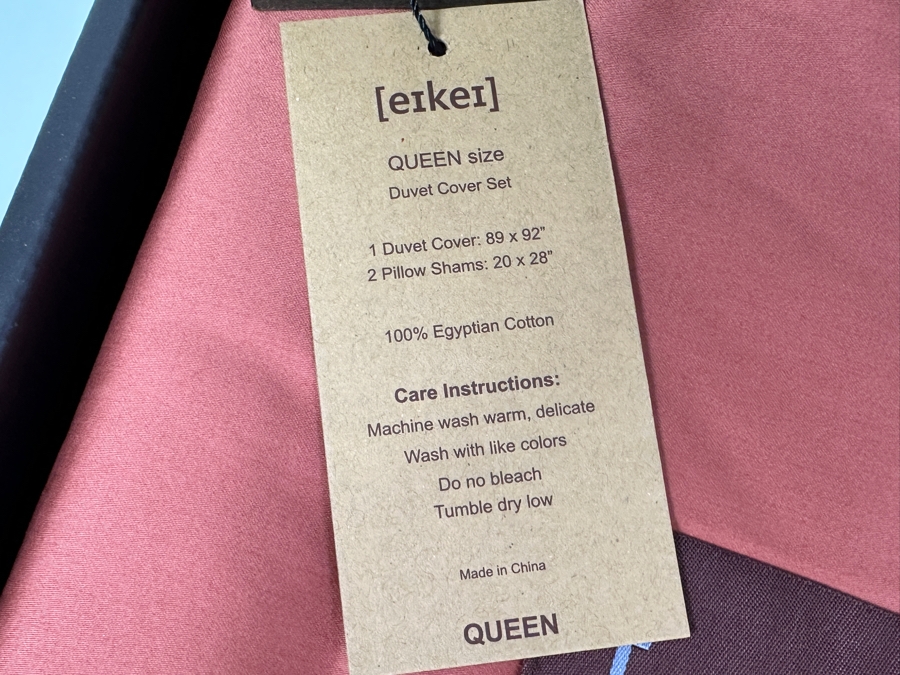 [eɪkeɪ]
QUEEN size
Duvet Cover Set
1 Duvet Cover: 89 x 92”
2 Pillow Shams: 20 x 28”
100% Egyptian Cotton
Care Instructions:
Machine wash warm, delicate
Wash with like colors
Do no bleach
Tumble dry low
Made in China
QUEEN